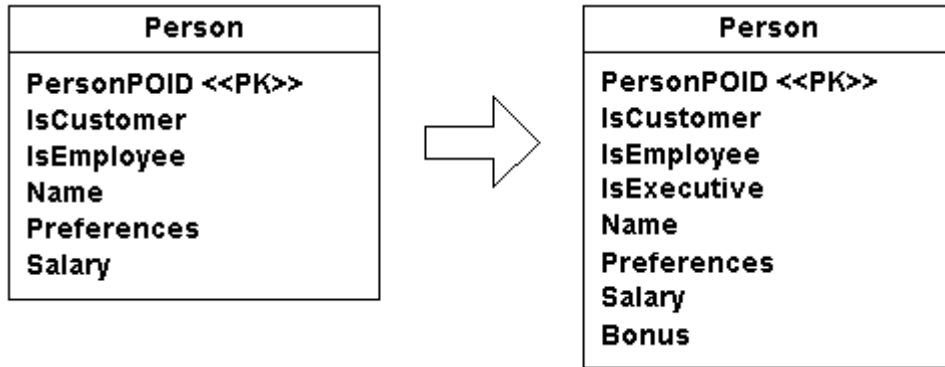 Person
PersonPOID <<PK>>
IsCustomer
IsEmployee
Name
Preferences
Salary
Person
PersonPOID <<PK>>
IsCustomer
IsEmployee
IsExecutive
Name
Preferences
Salary
Bonus